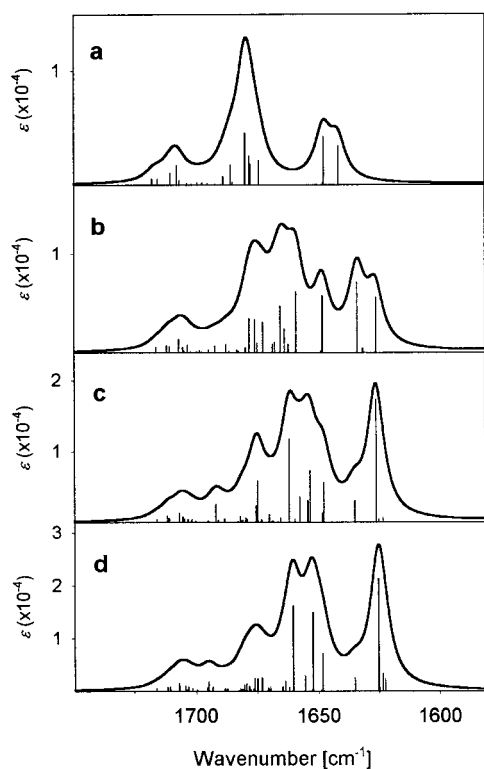 a
1
ε (x10⁻⁴)
b
1
ε (x10⁻⁴)
c
2
1
ε (x10⁻⁴)
d
3
2
1
ε (x10⁻⁴)
1700 1650 1600
Wavenumber [cm⁻¹]